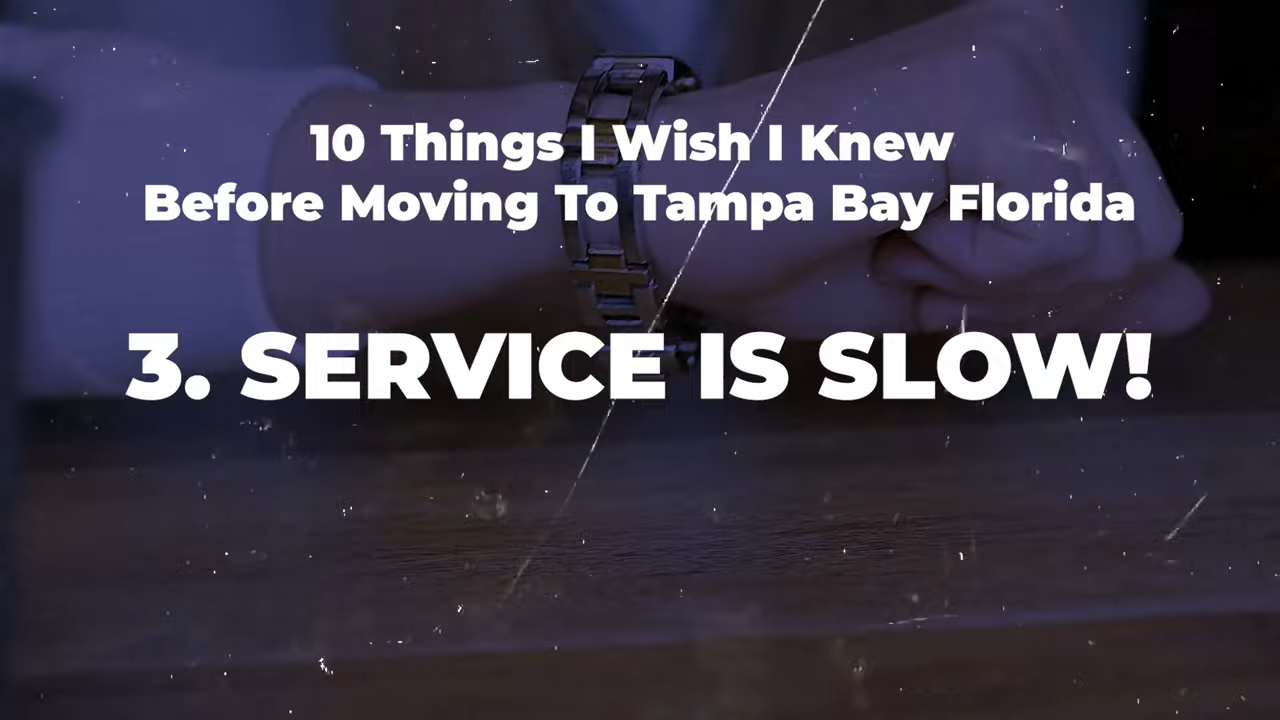 10 Things I Wish I Knew
Before Moving To Tampa Bay Florida
3. SERVICE IS SLOW!